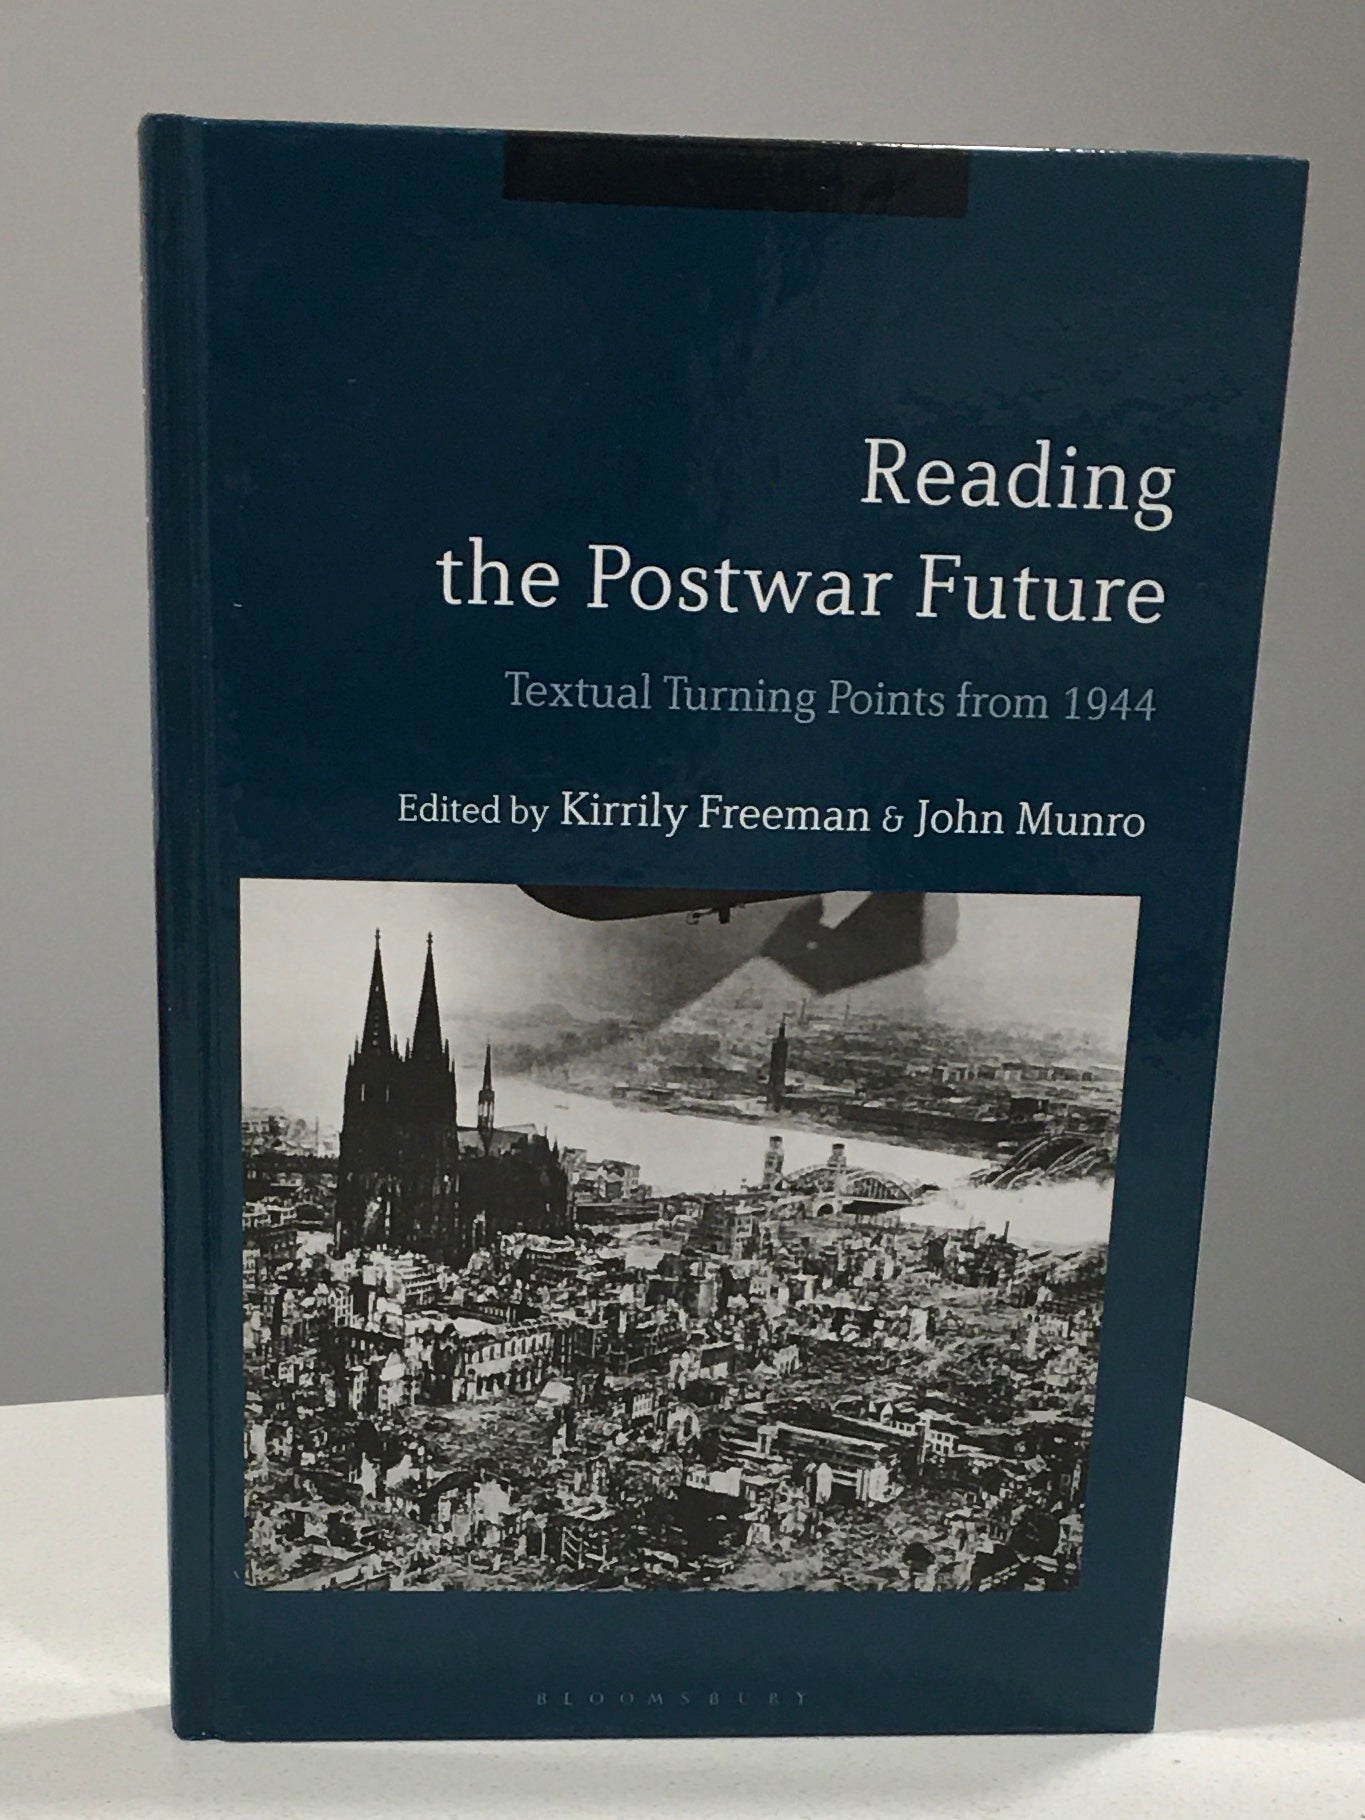 Reading
the Postwar Future
Textual Turning Points from 1944
Edited by Kirrily Freeman & John Munro
BLOOMSBURY